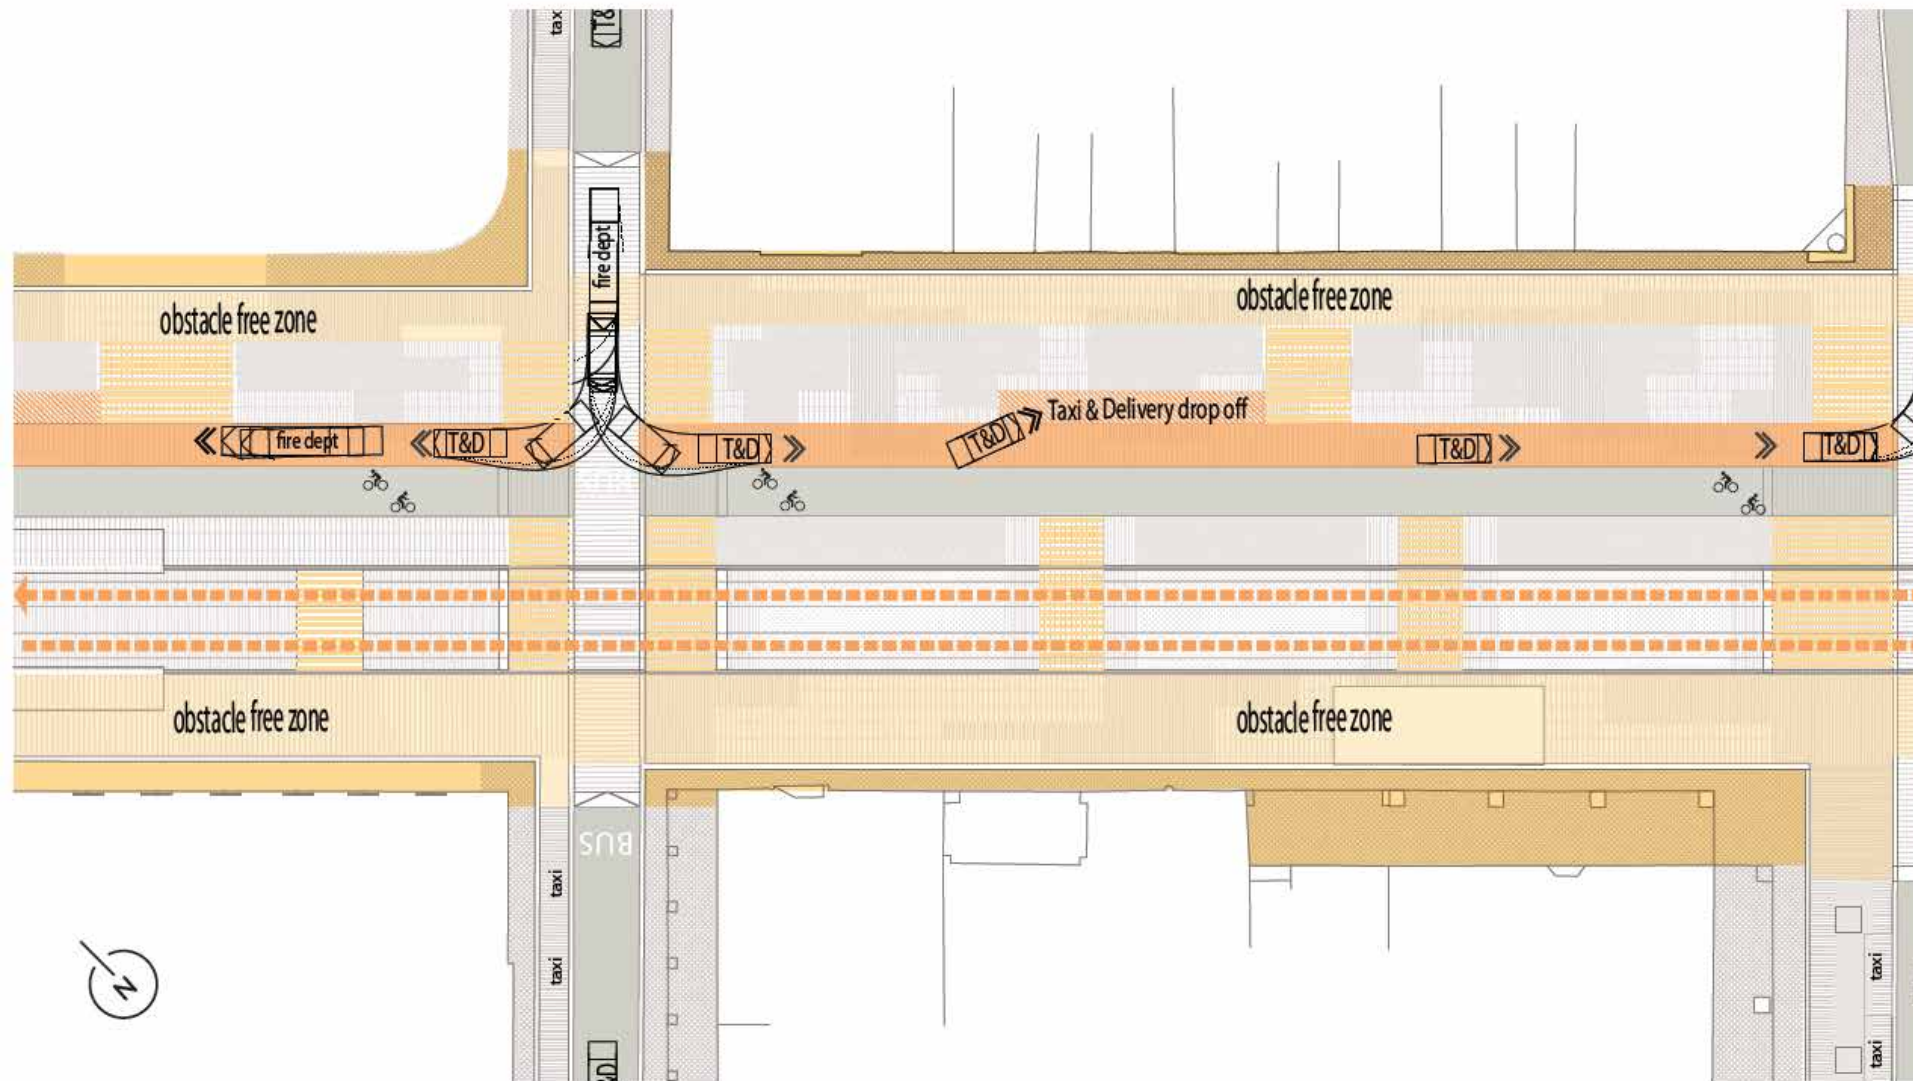 taxi
T&
fire dept
obstacle free zone
obstacle free zone
Taxi & Delivery drop off
fire dept
T&D
T&D
T&D
T&D
T&D
obstacle free zone
obstacle free zone
BUS
taxi
taxi
taxi
taxi
N
&D